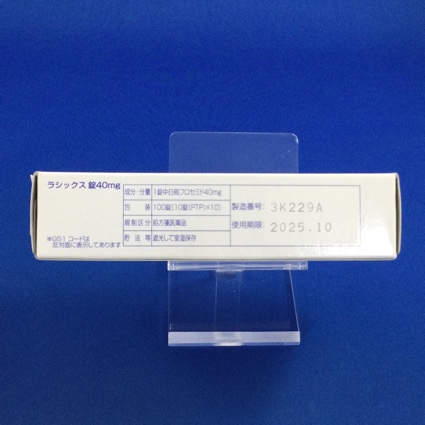 ラシックス 錠40mg
成分・分量 1錠中日局フロセミド40mg
包装 100錠[10錠(PTP)×10]
規制区分 処方箋医薬品
貯法 等 遮光して室温保存
製造番号: 3K229A
使用期限: 2025.10
※GS1コードは
反対面に表示してあります